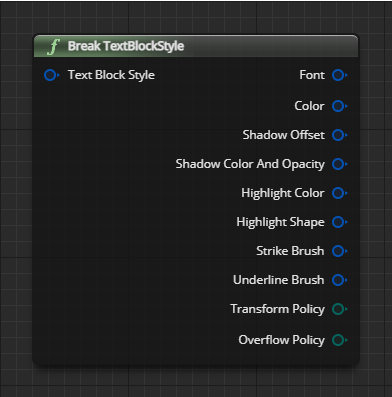 f Break TextBlockStyle
Text Block Style
Font
Color
Shadow Offset
Shadow Color And Opacity
Highlight Color
Highlight Shape
Strike Brush
Underline Brush
Transform Policy
Overflow Policy